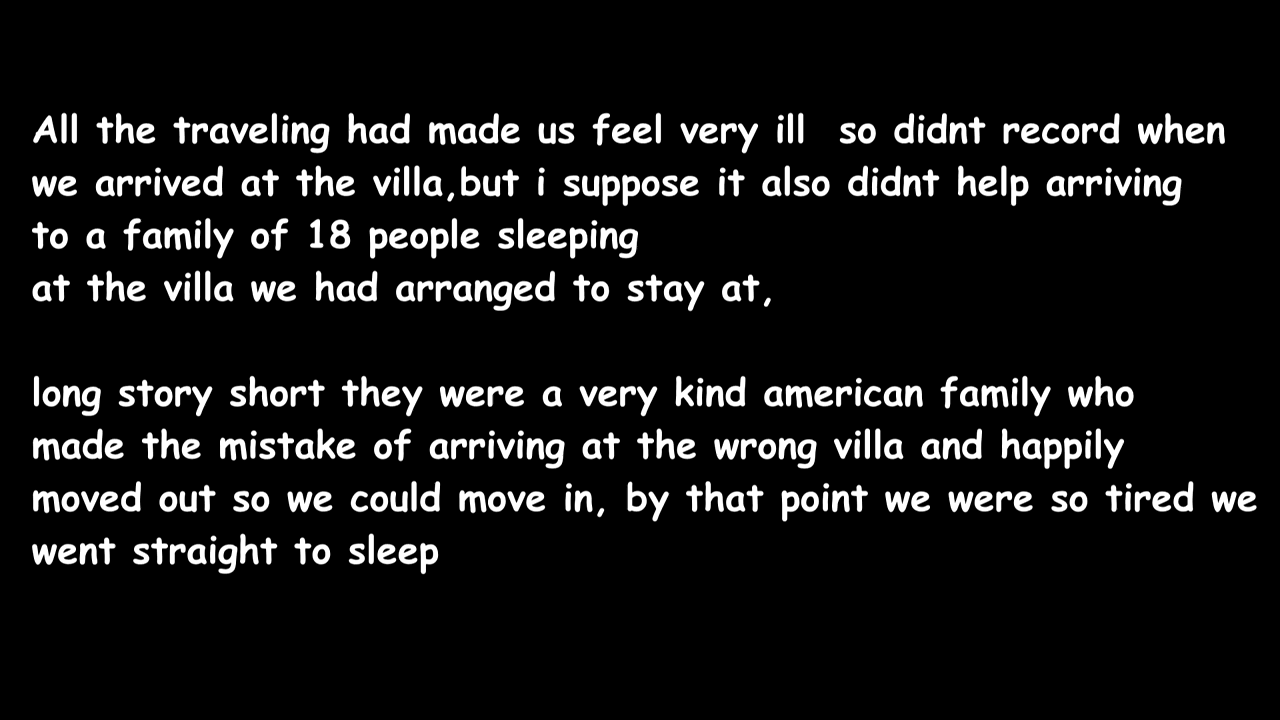 All the traveling had made us feel very ill  so didnt record when
we arrived at the villa,but i suppose it also didnt help arriving
to a family of 18 people sleeping
at the villa we had arranged to stay at,
long story short they were a very kind american family who
made the mistake of arriving at the wrong villa and happily
moved out so we could move in, by that point we were so tired we
went straight to sleep